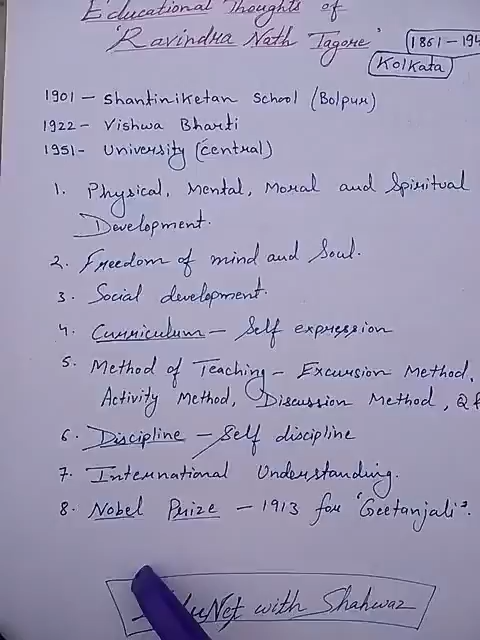 Educational Thoughts of
'Ravindra Nath Tagore'
1861-194
Kolkata
1901 - Shantiniketan School (Bolpur)
1922 - Vishwa Bharti
1951- University (central)
1. Physical, Mental, Moral and Spiritual
Development.
2. Freedom of mind and Soul.
3. Social development.
4. Curriculum - Self expression
5. Method of Teaching - Excursion Method,
Activity Method, Discussion Method, Q
6. Discipline - Self discipline
7. International Understanding.
8. Nobel Prize - 1913 for 'Geetanjali'.
with Shahwaz